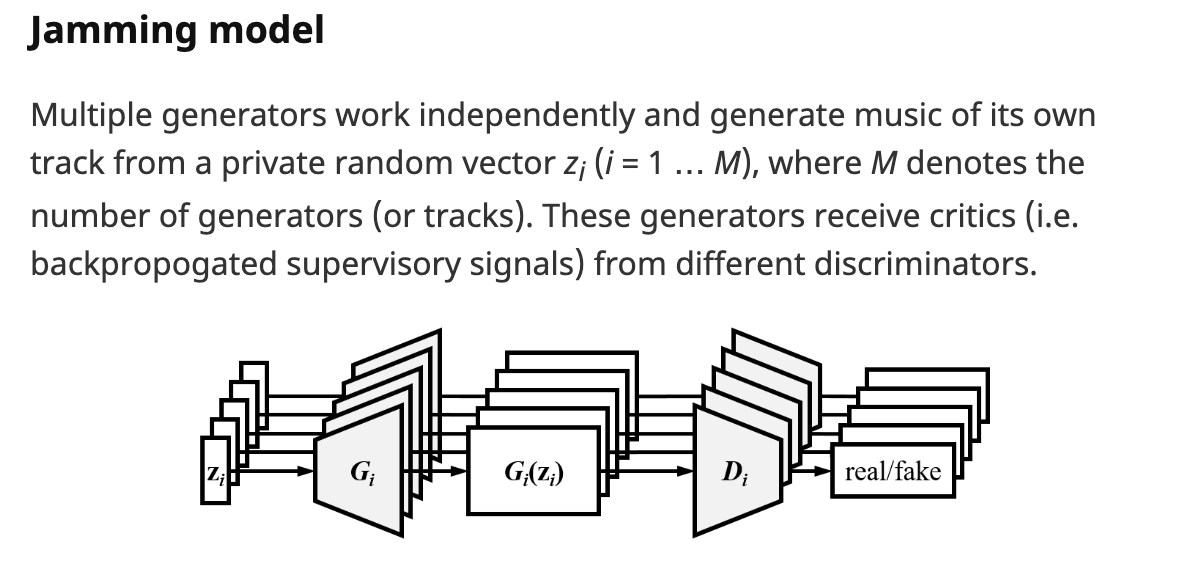 Jamming model
Multiple generators work independently and generate music of its own
track from a private random vector zi (i = 1 … M), where M denotes the
number of generators (or tracks). These generators receive critics (i.e.
backpropogated supervisory signals) from different discriminators.
zi
Gi
Gi(zi)
Di
real/fake